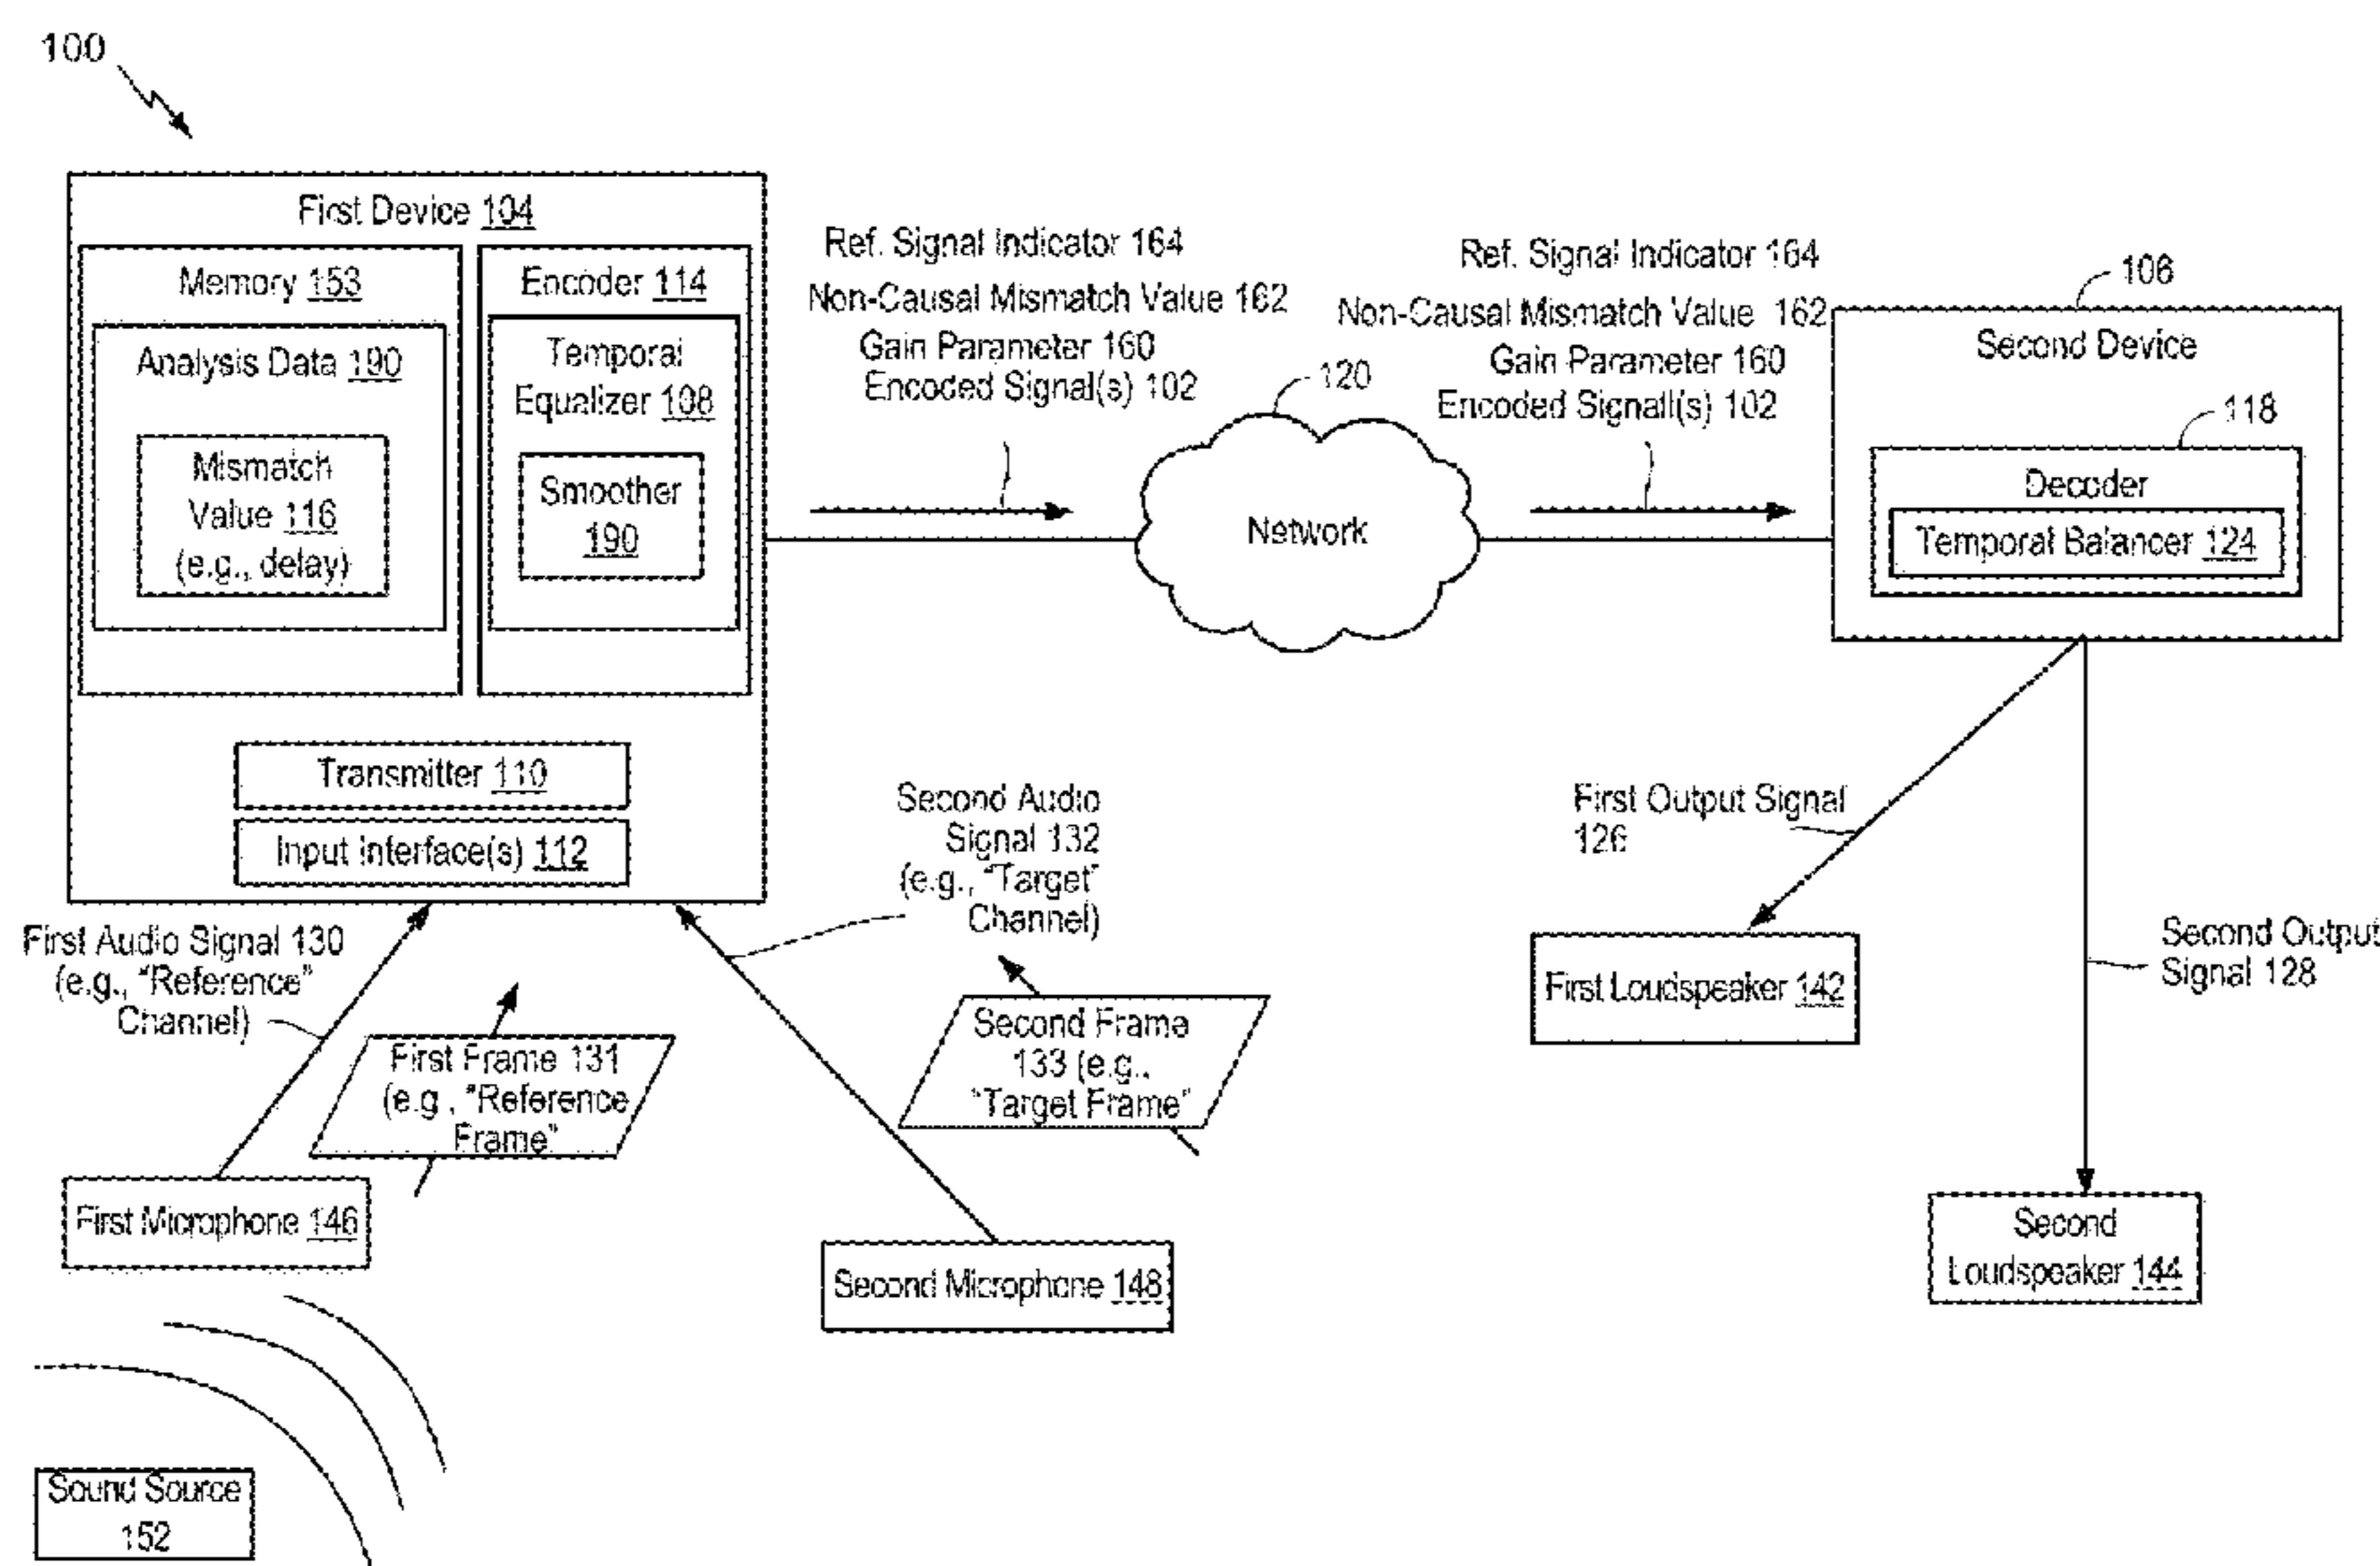 100
First Device 104
Memory 153
Analysis Data 190
Mismatch
Value 116
(e.g., delay)
Encoder 114
Temporal
Equalizer 108
Smoother
190
Transmitter 110
Input Interface(s) 112
Ref. Signal Indicator 164
Non-Causal Mismatch Value 162
Gain Parameter 160
Encoded Signal(s) 102
120
Network
Ref. Signal Indicator 164
Non-Causal Mismatch Value 162
Gain Parameter 160
Encoded Signall(s) 102
106
Second Device
118
Decoder
Temporal Balancer 124
First Audio Signal 130
(e.g., "Reference"
Channel)
First Frame 131
(e.g., "Reference
Frame"
Second Audio
Signal 132
(e.g., "Target"
Channel)
Second Frame
133 (e.g.,
"Target Frame"
First Output Signal
126
Second Output
Signal 128
First Loudspeaker 142
Second
Loudspeaker 144
First Microphone 146
Second Microphone 148
Sound Source
152